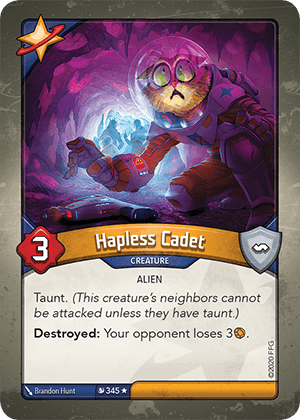 Hapless Cadet
3
CREATURE
ALIEN
Taunt. (This creature's neighbors cannot
be attacked unless they have taunt.)
Destroyed: Your opponent loses 3.
Brandon Hunt
345
©2020 FFG